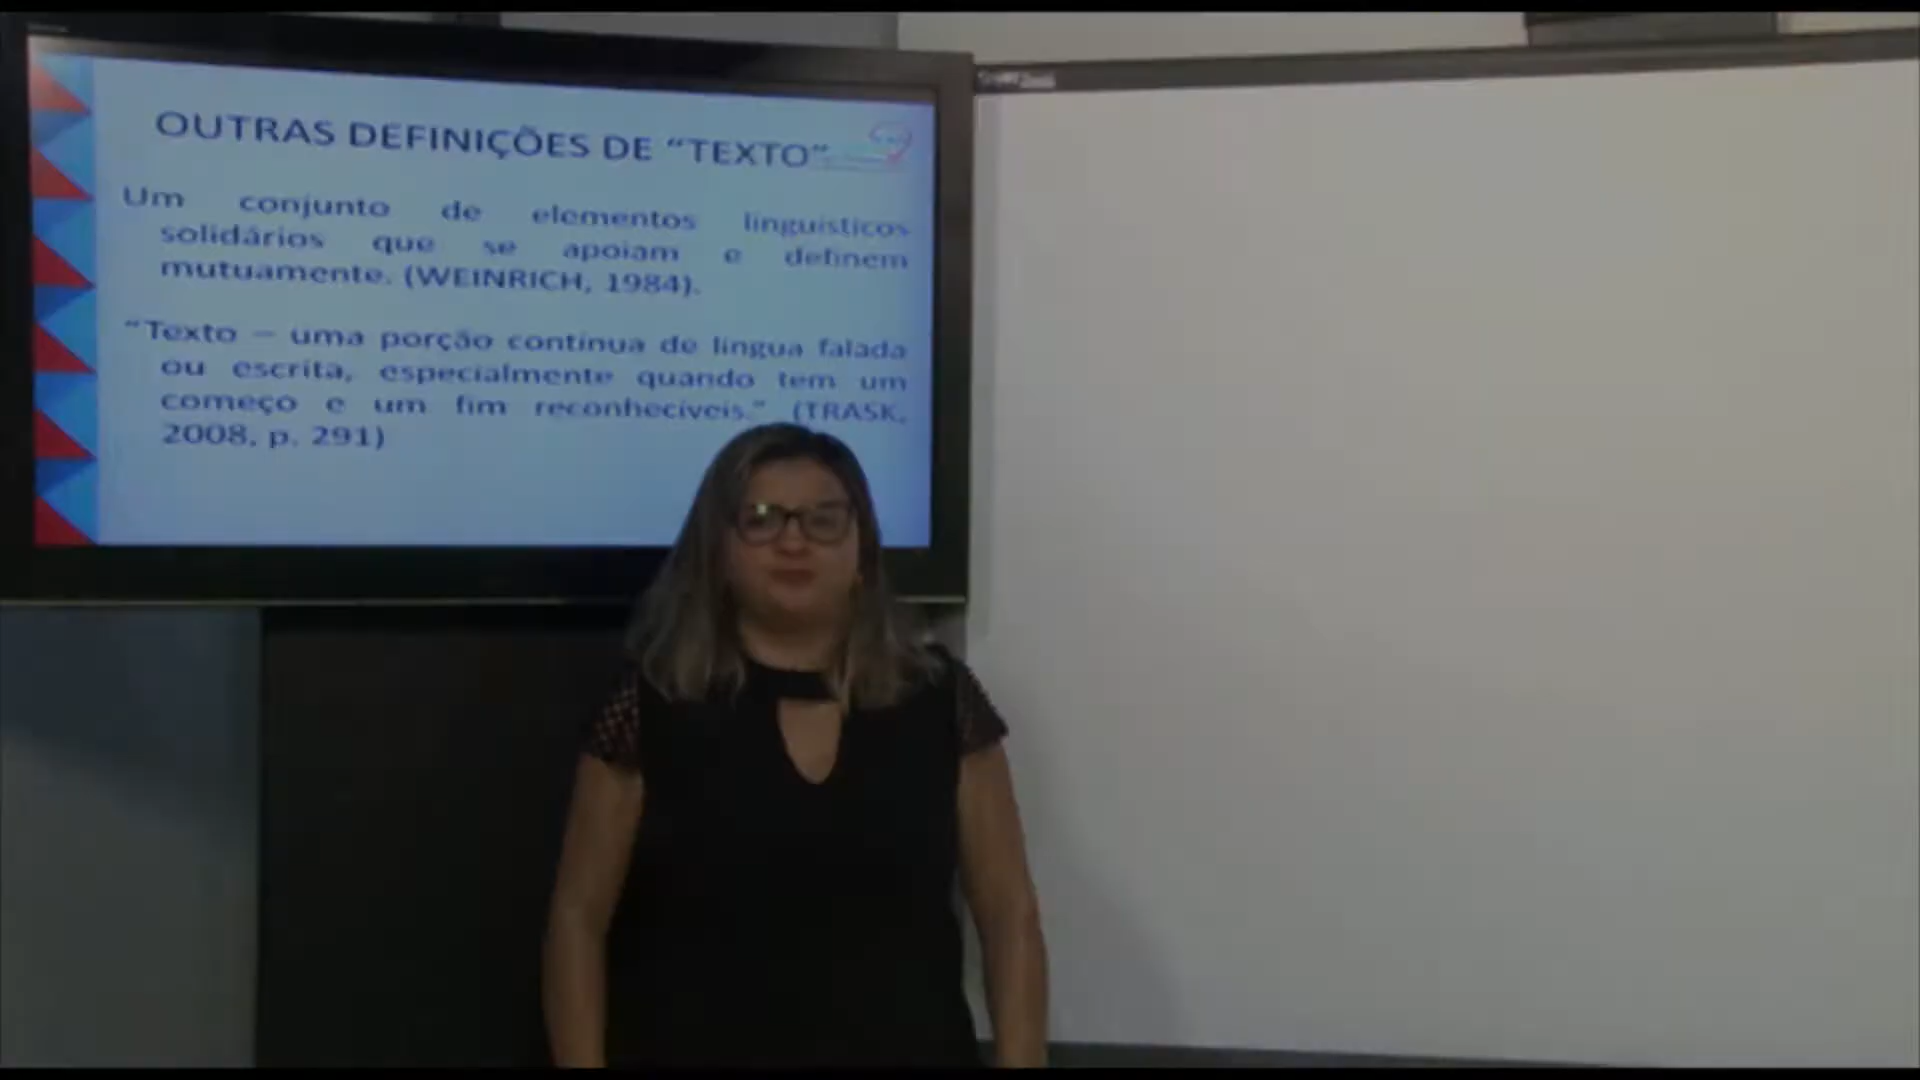 OUTRAS DEFINIÇÕES DE “TEXTO”
Um conjunto de elementos linguísticos
solidários que se apoiam e definem
mutuamente. (WEINRICH, 1984).
“Texto – uma porção contínua de língua falada
ou escrita, especialmente quando tem um
começo e um fim reconhecíveis.” (TRASK,
2008, p. 291)